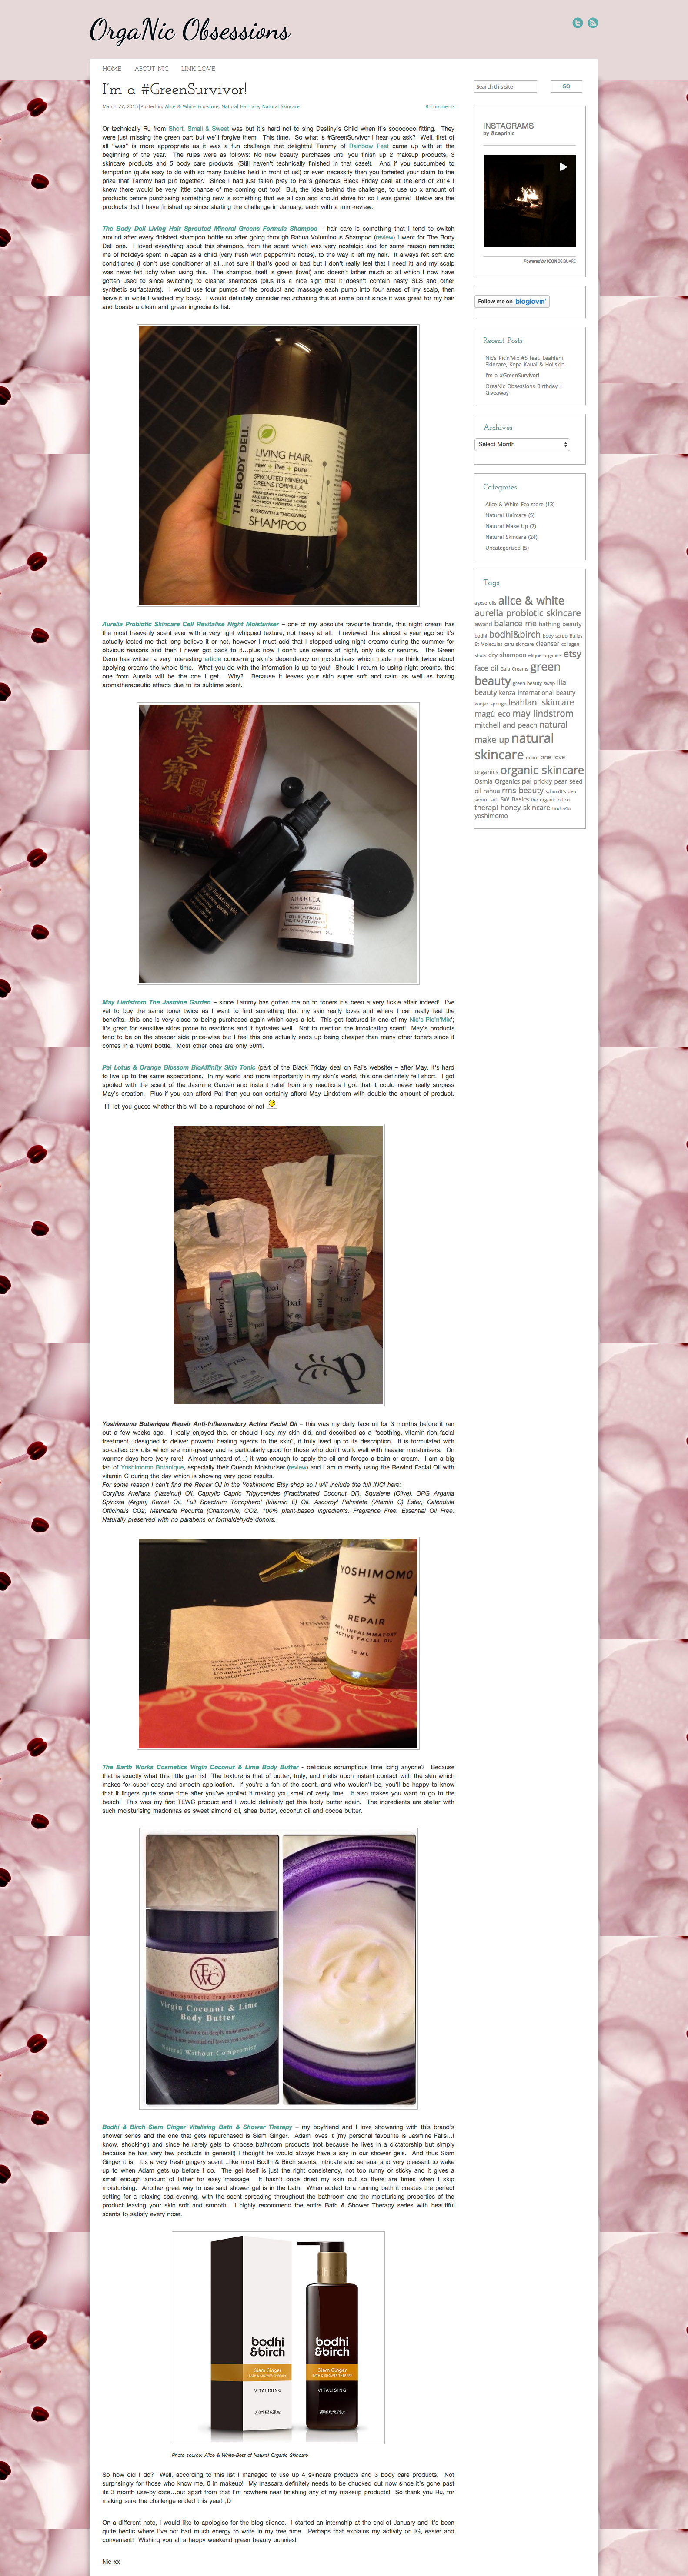 OrgaNic Obsessions
HOME ABOUT NIC LINK LOVE
I'm a #GreenSurvivor!
March 27, 2015|Posted in: Alice & White Eco-store, Natural Haircare, Natural Skincare
8 Comments
Or technically Ru from Short, Small & Sweet was but it's hard not to sing Destiny's Child when it's sooooooo fitting. They
were just missing the green part but we'll forgive them. This time. So what is #GreenSurvivor I hear you ask? Well, first of
all "was" is more appropriate as it was a fun challenge that delightful Tammy of Rainbow Feet came up with at the
beginning of the year. The rules were as follows: No new beauty purchases until you finish up 2 makeup products, 3
skincare products and 5 body care products. (Still haven't technically finished in that case!). And if you succumbed to
temptation (quite easy to do with so many baubles held in front of us!) or even necessity then you forfeited your claim to the
prize that Tammy had put together. Since I had just fallen prey to Pai's generous Black Friday deal at the end of 2014 I
knew there would be very little chance of me coming out top! But, the idea behind the challenge, to use up x amount of
products before purchasing something new is something that we all can and should strive for so I was game! Below are the
products that I have finished up since starting the challenge in January, each with a mini-review.
The Body Deli Living Hair Sprouted Mineral Greens Formula Shampoo – hair care is something that I tend to switch
around after every finished shampoo bottle so after going through Rahua Voluminous Shampoo (review) I went for The Body
Deli one. I loved everything about this shampoo, from the scent which was very nostalgic and for some reason reminded
me of holidays spent in Japan as a child (very fresh with peppermint notes), to the way it left my hair. It always felt soft and
conditioned (I don't use conditioner at all...not sure if that's good or bad but I don't really feel that I need it) and my scalp
was never felt itchy when using this. The shampoo itself is green (love!) and doesn't lather much at all which I now have
gotten used to since switching to cleaner shampoos (plus it's a nice sign that it doesn't contain nasty SLS and other
synthetic surfactants). I would use four pumps of the product and massage each pump into four areas of my scalp, then
leave it in while I washed my body. I would definitely consider repurchasing this at some point since it was great for my hair
and boasts a clean and green ingredients list.
THE BODY DELI.
LIVING HAIR.
raw + live + pure
SPROUTED MINERAL
GREENS FORMULA
REGROWTH & THICKENING
SHAMPOO
Aurelia Probiotic Skincare Cell Revitalise Night Moisturiser – one of my absolute favourite brands, this night cream has
the most heavenly scent ever with a very light whipped texture, not heavy at all. I reviewed this almost a year ago so it's
actually lasted me that long believe it or not, however I must add that I stopped using night creams during the summer for
obvious reasons and then I never got back to it...plus now I don't use creams at night, only oils or serums. The Green
Derm has written a very interesting article concerning skin's dependency on moisturisers which made me think twice about
applying creams the whole time. What you do with the information is up to you! Should I return to using night creams, this
one from Aurelia will be the one I get. Why? Because it leaves your skin super soft and calm as well as having
aromatherapeutic effects due to its sublime scent.
傳家寶
AURELIA
CELL REVITALISE
NIGHT MOISTURISER
May Lindstrom The Jasmine Garden – since Tammy has gotten me on to toners it's been a very fickle affair indeed! I've
yet to buy the same toner twice as I want to find something that my skin really loves and where I can really feel the
benefits...this one is very close to being purchased again which says a lot. This got featured in one of my Nic's Pic'n'Mix';
it's great for sensitive skins prone to reactions and it hydrates well. Not to mention the intoxicating scent! May's products
tend to be on the steeper side price-wise but I feel this one actually ends up being cheaper than many other toners since it
comes in a 100ml bottle. Most other ones are only 50ml.
Pai Lotus & Orange Blossom BioAffinity Skin Tonic (part of the Black Friday deal on Pai's website) – after May, it's hard
to live up to the same expectations. In my world and more importantly in my skin's world, this one definitely fell short. I got
spoiled with the scent of the Jasmine Garden and instant relief from any reactions I got that it could never really surpass
May's creation. Plus if you can afford Pai then you can certainly afford May Lindstrom with double the amount of product.
I'll let you guess whether this will be a repurchase or not
pai
Yoshimomo Botanique Repair Anti-Inflammatory Active Facial Oil – this was my daily face oil for 3 months before it ran
out a few weeks ago. I really enjoyed this, or should I say my skin did, and described as a "soothing, vitamin-rich facial
treatment...designed to deliver powerful healing agents to the skin", it truly lived up to its description. It is formulated with
so-called dry oils which are non-greasy and is particularly good for those who don't work well with heavier moisturisers. On
warmer days here (very rare! Almost unheard of...) it was enough to apply the oil and forego a balm or cream. I am a big
fan of Yoshimomo Botanique, especially their Quench Moisturiser (review) and I am currently using the Rewind Facial Oil with
vitamin C during the day which is showing very good results.
For some reason I can't find the Repair Oil in the Yoshimomo Etsy shop so I will include the full INCI here:
Coryllus Avellana (Hazelnut) Oil, Caprylic Capric Triglycerides (Fractionated Coconut Oil), Squalene (Olive), ORG Argania
Spinosa (Argan) Kernel Oil, Full Spectrum Tocopherol (Vitamin E) Oil, Ascorbyl Palmitate (Vitamin C) Ester, Calendula
Officinalis CO2, Matricaria Recutita (Chamomile) CO2. 100% plant-based ingredients. Fragrance Free. Essential Oil Free.
Naturally preserved with no parabens or formaldehyde donors.
YOSHIMOMO
犬
REPAIR
ANTI INFALMMATORY
ACTIVE FACIAL OIL
15 ML
The Earth Works Cosmetics Virgin Coconut & Lime Body Butter - delicious scrumptious lime icing anyone? Because
that is exactly what this little gem is! The texture is that of butter, truly, and melts upon instant contact with the skin which
makes for super easy and smooth application. If you're a fan of the scent, and who wouldn't be, you'll be happy to know
that it lingers quite some time after you've applied it making you smell of zesty lime. It also makes you want to go to the
beach! This was my first TEWC product and I would definitely get this body butter again. The ingredients are stellar with
such moisturising madonnas as sweet almond oil, shea butter, coconut oil and cocoa butter.
TEWC
Virgin Coconut & Lime
Body Butter
Natural Without Compromise
Bodhi & Birch Siam Ginger Vitalising Bath & Shower Therapy – my boyfriend and I love showering with this brand's
shower series and the one that gets repurchased is Siam Ginger. Adam loves it (my personal favourite is Jasmine Falls...I
know, shocking!) and since he rarely gets to choose bathroom products (not because he lives in a dictatorship but simply
because he has very few products in general!) I thought he would always have a say in our shower gels. And thus Siam
Ginger it is. It's a very fresh gingery scent...like most Bodhi & Birch scents, intricate and sensual and very pleasant to wake
up to when Adam gets up before I do. The gel itself is just the right consistency, not too runny or sticky and it gives a
small enough amount of lather for easy massage. It hasn't once dried my skin out so there are times when I skip
moisturising. Another great way to use said shower gel is in the bath. When added to a running bath it creates the perfect
setting for a relaxing spa evening, with the scent spreading throughout the bathroom and the moisturising properties of the
product leaving your skin soft and smooth. I highly recommend the entire Bath & Shower Therapy series with beautiful
scents to satisfy every nose.
bodhi
&birch
Siam Ginger
BATH & SHOWER THERAPY
VITALISING
200ml ℮ 6.76 fl oz
bodhi
&birch
Siam Ginger
BATH & SHOWER THERAPY
VITALISING
200ml ℮ 6.76 fl oz
Photo source: Alice & White-Best of Natural Organic Skincare
So how did I do? Well, according to this list I managed to use up 4 skincare products and 3 body care products. Not
surprisingly for those who know me, 0 in makeup! My mascara definitely needs to be chucked out now since it's gone past
its 3 month use-by date...but apart from that I'm nowhere near finishing any of my makeup products! So thank you Ru, for
making sure the challenge ended this year! ;D
On a different note, I would like to apologise for the blog silence. I started an internship at the end of January and it's been
quite hectic where I've not had much energy to write in my free time. Perhaps that explains my activity on IG, easier and
convenient! Wishing you all a happy weekend green beauty bunnies!
Nic xx
Search this site
GO
INSTAGRAMS
by @caprinic
Powered by ICONOSQUARE
Follow me on bloglovin'
Recent Posts
Nic's Pic'n'Mix #5 feat. Leahlani
Skincare, Kopa Kauai & Holiskin
I'm a #GreenSurvivor!
OrgaNic Obsessions Birthday +
Giveaway
Archives
Select Month
Categories
Alice & White Eco-store (13)
Natural Haircare (5)
Natural Make Up (7)
Natural Skincare (24)
Uncategorized (5)
Tags
alice & white
aurelia probiotic skincare
award balance me bathing beauty
bodhi bodhi&birch body scrub Bulles
Et Molecules canu skincare cleanser collagen
shots dry shampoo elique organics etsy
face oil Gaia Creams green
beauty green beauty swap ilia
beauty kenza international beauty
konjac sponge leahlani skincare
magù eco may lindstrom
mitchell and peach natural
make up natural
skincare neom one love
organics organic skincare
Osmia Organics pai prickly pear seed
oil rahua rms beauty schmidt's deo
serum suti SW Basics the organic oil co
therapi honey skincare
yoshimomo